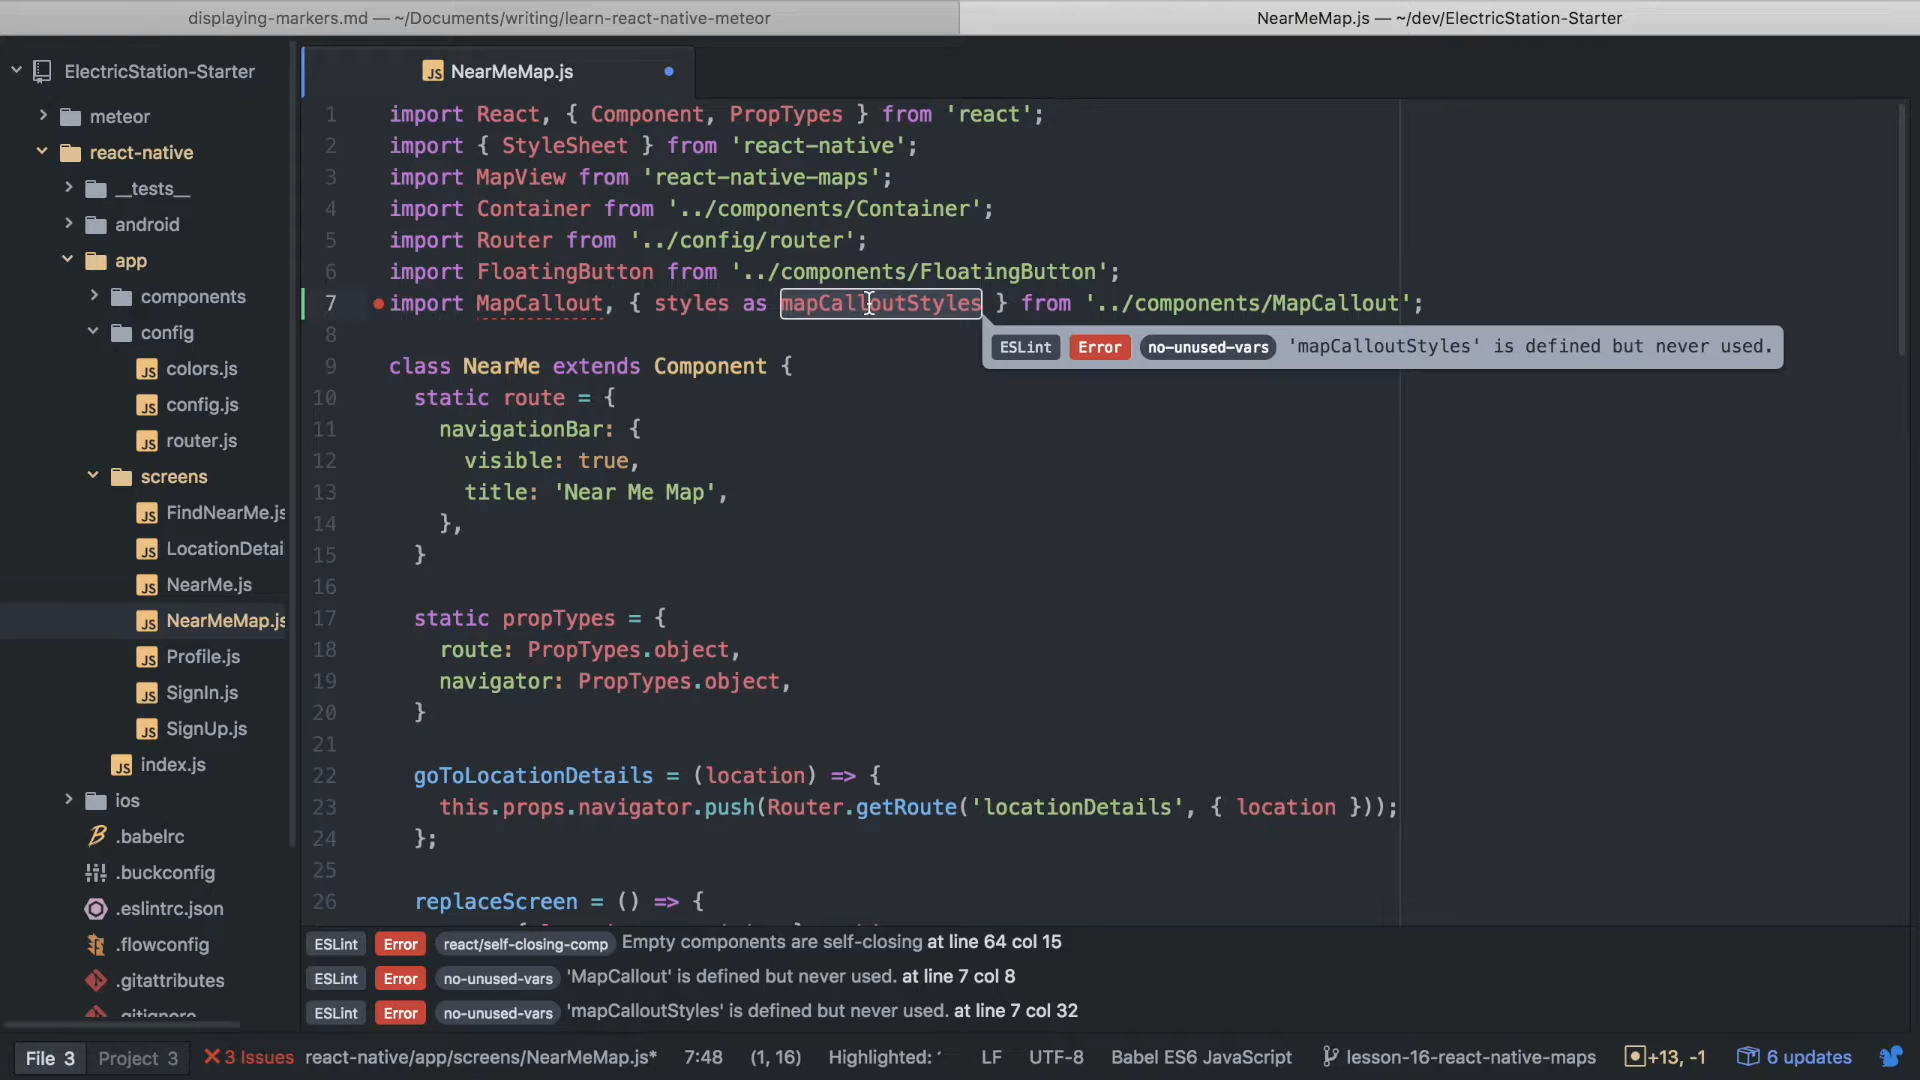 displaying-markers.md — ~/Documents/writing/learn-react-native-meteor
NearMeMap.js — ~/dev/ElectricStation-Starter
ElectricStation-Starter
meteor
react-native
__tests__
android
app
components
config
colors.js
config.js
router.js
screens
FindNearMe.js
LocationDetai
NearMe.js
NearMeMap.js
Profile.js
SignIn.js
SignUp.js
index.js
ios
.babelrc
.buckconfig
.eslintrc.json
.flowconfig
.gitattributes
.gitignore
NearMeMap.js
1 import React, { Component, PropTypes } from 'react';
2 import { StyleSheet } from 'react-native';
3 import MapView from 'react-native-maps';
4 import Container from '../components/Container';
5 import Router from '../config/router';
6 import FloatingButton from '../components/FloatingButton';
7 import MapCallout, { styles as mapCalloutStyles } from '../components/MapCallout';
ESLint Error no-unused-vars 'mapCalloutStyles' is defined but never used.
8
9 class NearMe extends Component {
10 static route = {
11 navigationBar: {
12 visible: true,
13 title: 'Near Me Map',
14 },
15 }
16
17 static propTypes = {
18 route: PropTypes.object,
19 navigator: PropTypes.object,
20 }
21
22 goToLocationDetails = (location) => {
23 this.props.navigator.push(Router.getRoute('locationDetails', { location }));
24 };
25
26 replaceScreen = () => {
ESLint Error react/self-closing-comp Empty components are self-closing at line 64 col 15
ESLint Error no-unused-vars 'MapCallout' is defined but never used. at line 7 col 8
ESLint Error no-unused-vars 'mapCalloutStyles' is defined but never used. at line 7 col 32
File 3 Project 3 3 Issues react-native/app/screens/NearMeMap.js* 7:48 (1, 16) Highlighted: LF UTF-8 Babel ES6 JavaScript lesson-16-react-native-maps +13, -1 6 updates